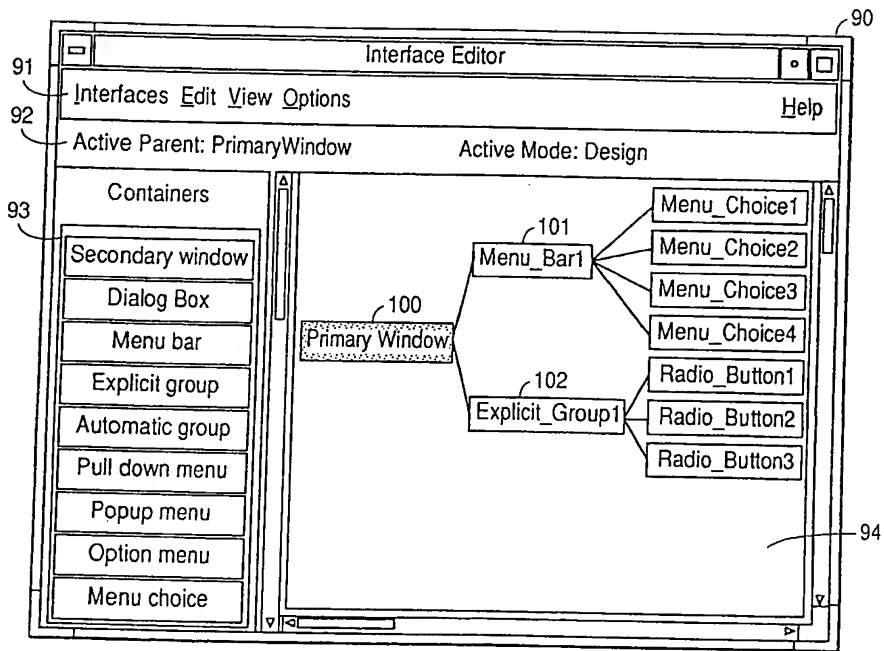 90
Interface Editor
91
Interfaces Edit View Options Help
92
Active Parent: PrimaryWindow Active Mode: Design
Containers
93
Secondary window
Dialog Box
Menu bar
Explicit group
Automatic group
Pull down menu
Popup menu
Option menu
Menu choice
100
Primary Window
101
Menu_Bar1
102
Explicit_Group1
Menu_Choice1
Menu_Choice2
Menu_Choice3
Menu_Choice4
Radio_Button1
Radio_Button2
Radio_Button3
94